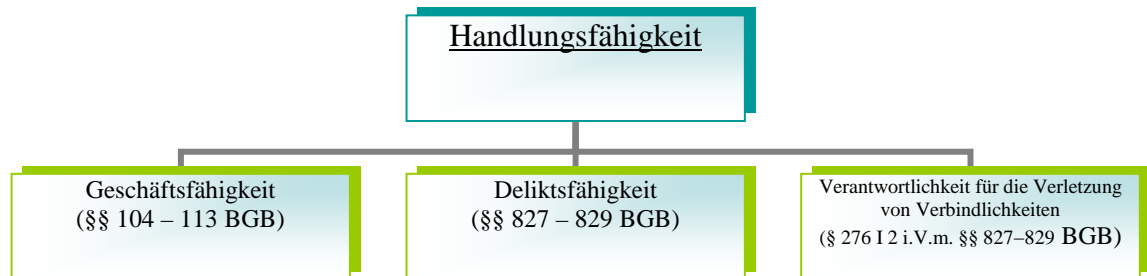 Handlungsfähigkeit
Geschäftsfähigkeit
(§§ 104 – 113 BGB)
Deliktsfähigkeit
(§§ 827 – 829 BGB)
Verantwortlichkeit für die Verletzung
von Verbindlichkeiten
(§ 276 I 2 i.V.m. §§ 827–829 BGB)